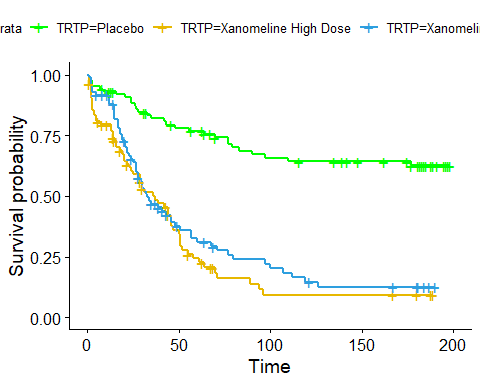 rata TRTP=Placebo TRTP=Xanomeline High Dose TRTP=Xanomeli
1.00
0.75
0.50
0.25
0.00
Survival probability
0 50 100 150 200
Time